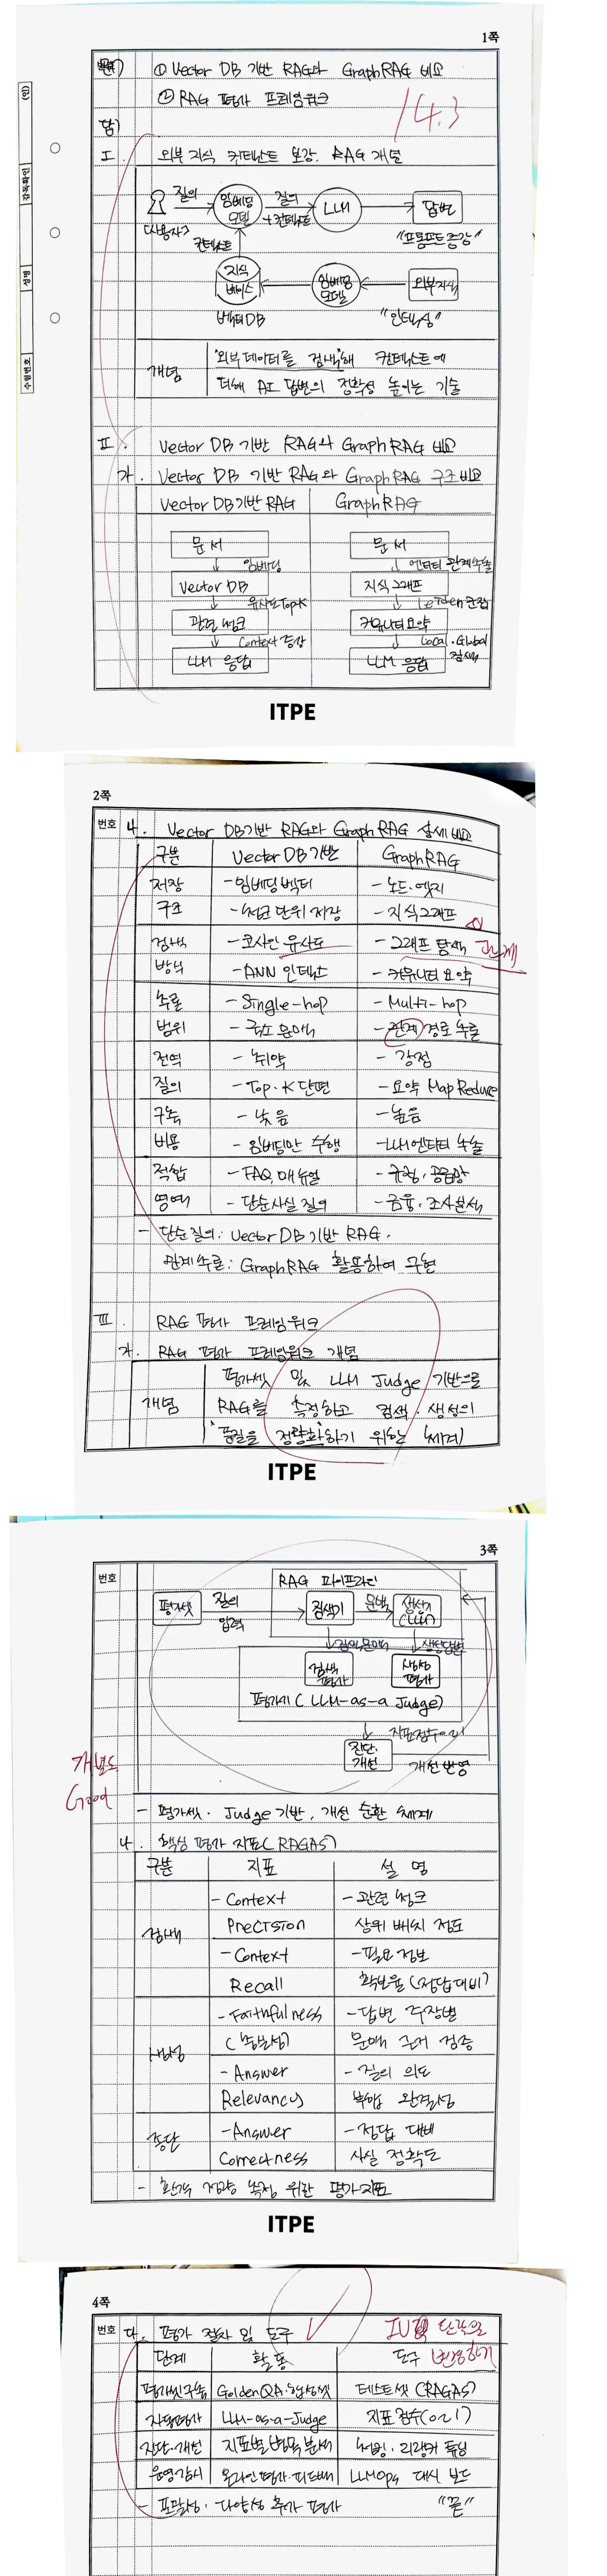 1쪽
문제) ① Vector DB 기반 RAG와 GraphRAG 비교
② RAG 평가 프레임워크
14.3
답)
I. 외부 지식 컨텍스트 보강. RAG 개념
질의 임베딩 모델 질의 +컨텍스트 LLM 답변
<사용자> 컨텍스트 "프롬프트 증강"
지식 베이스 임베딩 모델 외부지식
벡터DB "인덱싱"
개념 '외부 데이터를 검색'해 컨텍스트에
더해 AI 답변의 정확성 높이는 기술
II. Vector DB 기반 RAG와 GraphRAG 비교
가. Vector DB 기반 RAG와 GraphRAG 구조 비교
Vector DB 기반 RAG GraphRAG
문서 문서
임베딩 엔터티 관계추출
Vector DB 지식그래프
유사도 Top-K Leiden 군집
관련 청크 커뮤니티 요약
Context 증강 Local·Global 검색
LLM 응답 LLM 응답
ITPE
수험번호 성명 감독확인 (인)
2쪽
번호 나. Vector DB기반 RAG와 GraphRAG 상세 비교
구분 Vector DB 기반 GraphRAG
저장 -임베딩 벡터 -노드·엣지
구조 -청크 단위 저장 -지식그래프
검색 -코사인 유사도 -그래프 탐색 관계
방식 -ANN 인덱스 -커뮤니티 요약
추론 -Single-hop -Multi-hop
범위 -국소 문맥 -관계 경로 추론
전역 -취약 -강점
질의 -Top-K 단편 -요약 Map Reduce
구축 -낮음 -높음
비용 -임베딩만 수행 -LLM 엔터티 추출
적합 -FAQ, 매뉴얼 -규정, 공급망
영역 -단순사실 질의 -금융·조사분석
- 단순 질의: Vector DB 기반 RAG,
관계추론: GraphRAG 활용하여 구현
III. RAG 평가 프레임워크
가. RAG 평가 프레임워크 개념
개념 평가셋 및 LLM Judge 기반으로
RAG를 측정하고 검색·생성의
'품질을 정량화'하기 위한 체계
ITPE
3쪽
번호
RAG 파이프라인
평가셋 질의 입력 검색기 문맥 생성기 (LLM)
검색문맥 생성답변
검색 평가 생성 평가
평가기 (LLM-as-a Judge)
지표점수 0~1
진단·개선 개선 반영
개념도
Good
- 평가셋·Judge 기반, 개선 순환 체계
나. 핵심 평가 지표(RAGAS)
구분 지표 설명
검색 -Context -관련 청크
Precision 상위 배치 정도
-Context -필요 정보
Recall 확보율 (정답대비)
생성 -Faithfulness -답변 주장별
(충실성) 문맥 근거 검증
-Answer -질의 의도
Relevancy 부합 완결성
종단 -Answer -정답 대비
Correctness 사실 정확도
- 환각 정량 측정 위한 평가지표
ITPE
4쪽
번호 다. 평가 절차 및 도구
IV 단락으로
단계 활동 도구 변경하기
평가셋 구축 Golden QA·합성셋 테스트셋 (RAGAS)
자동평가 LLM-as-a-Judge 지표 점수(0~1)
진단·개선 지표별 병목 분석 청킹·리랭커 튜닝
운영감시 온라인평가·피드백 LLMOps 대시보드
- 포괄성·다양성 추가 평가 "끝"